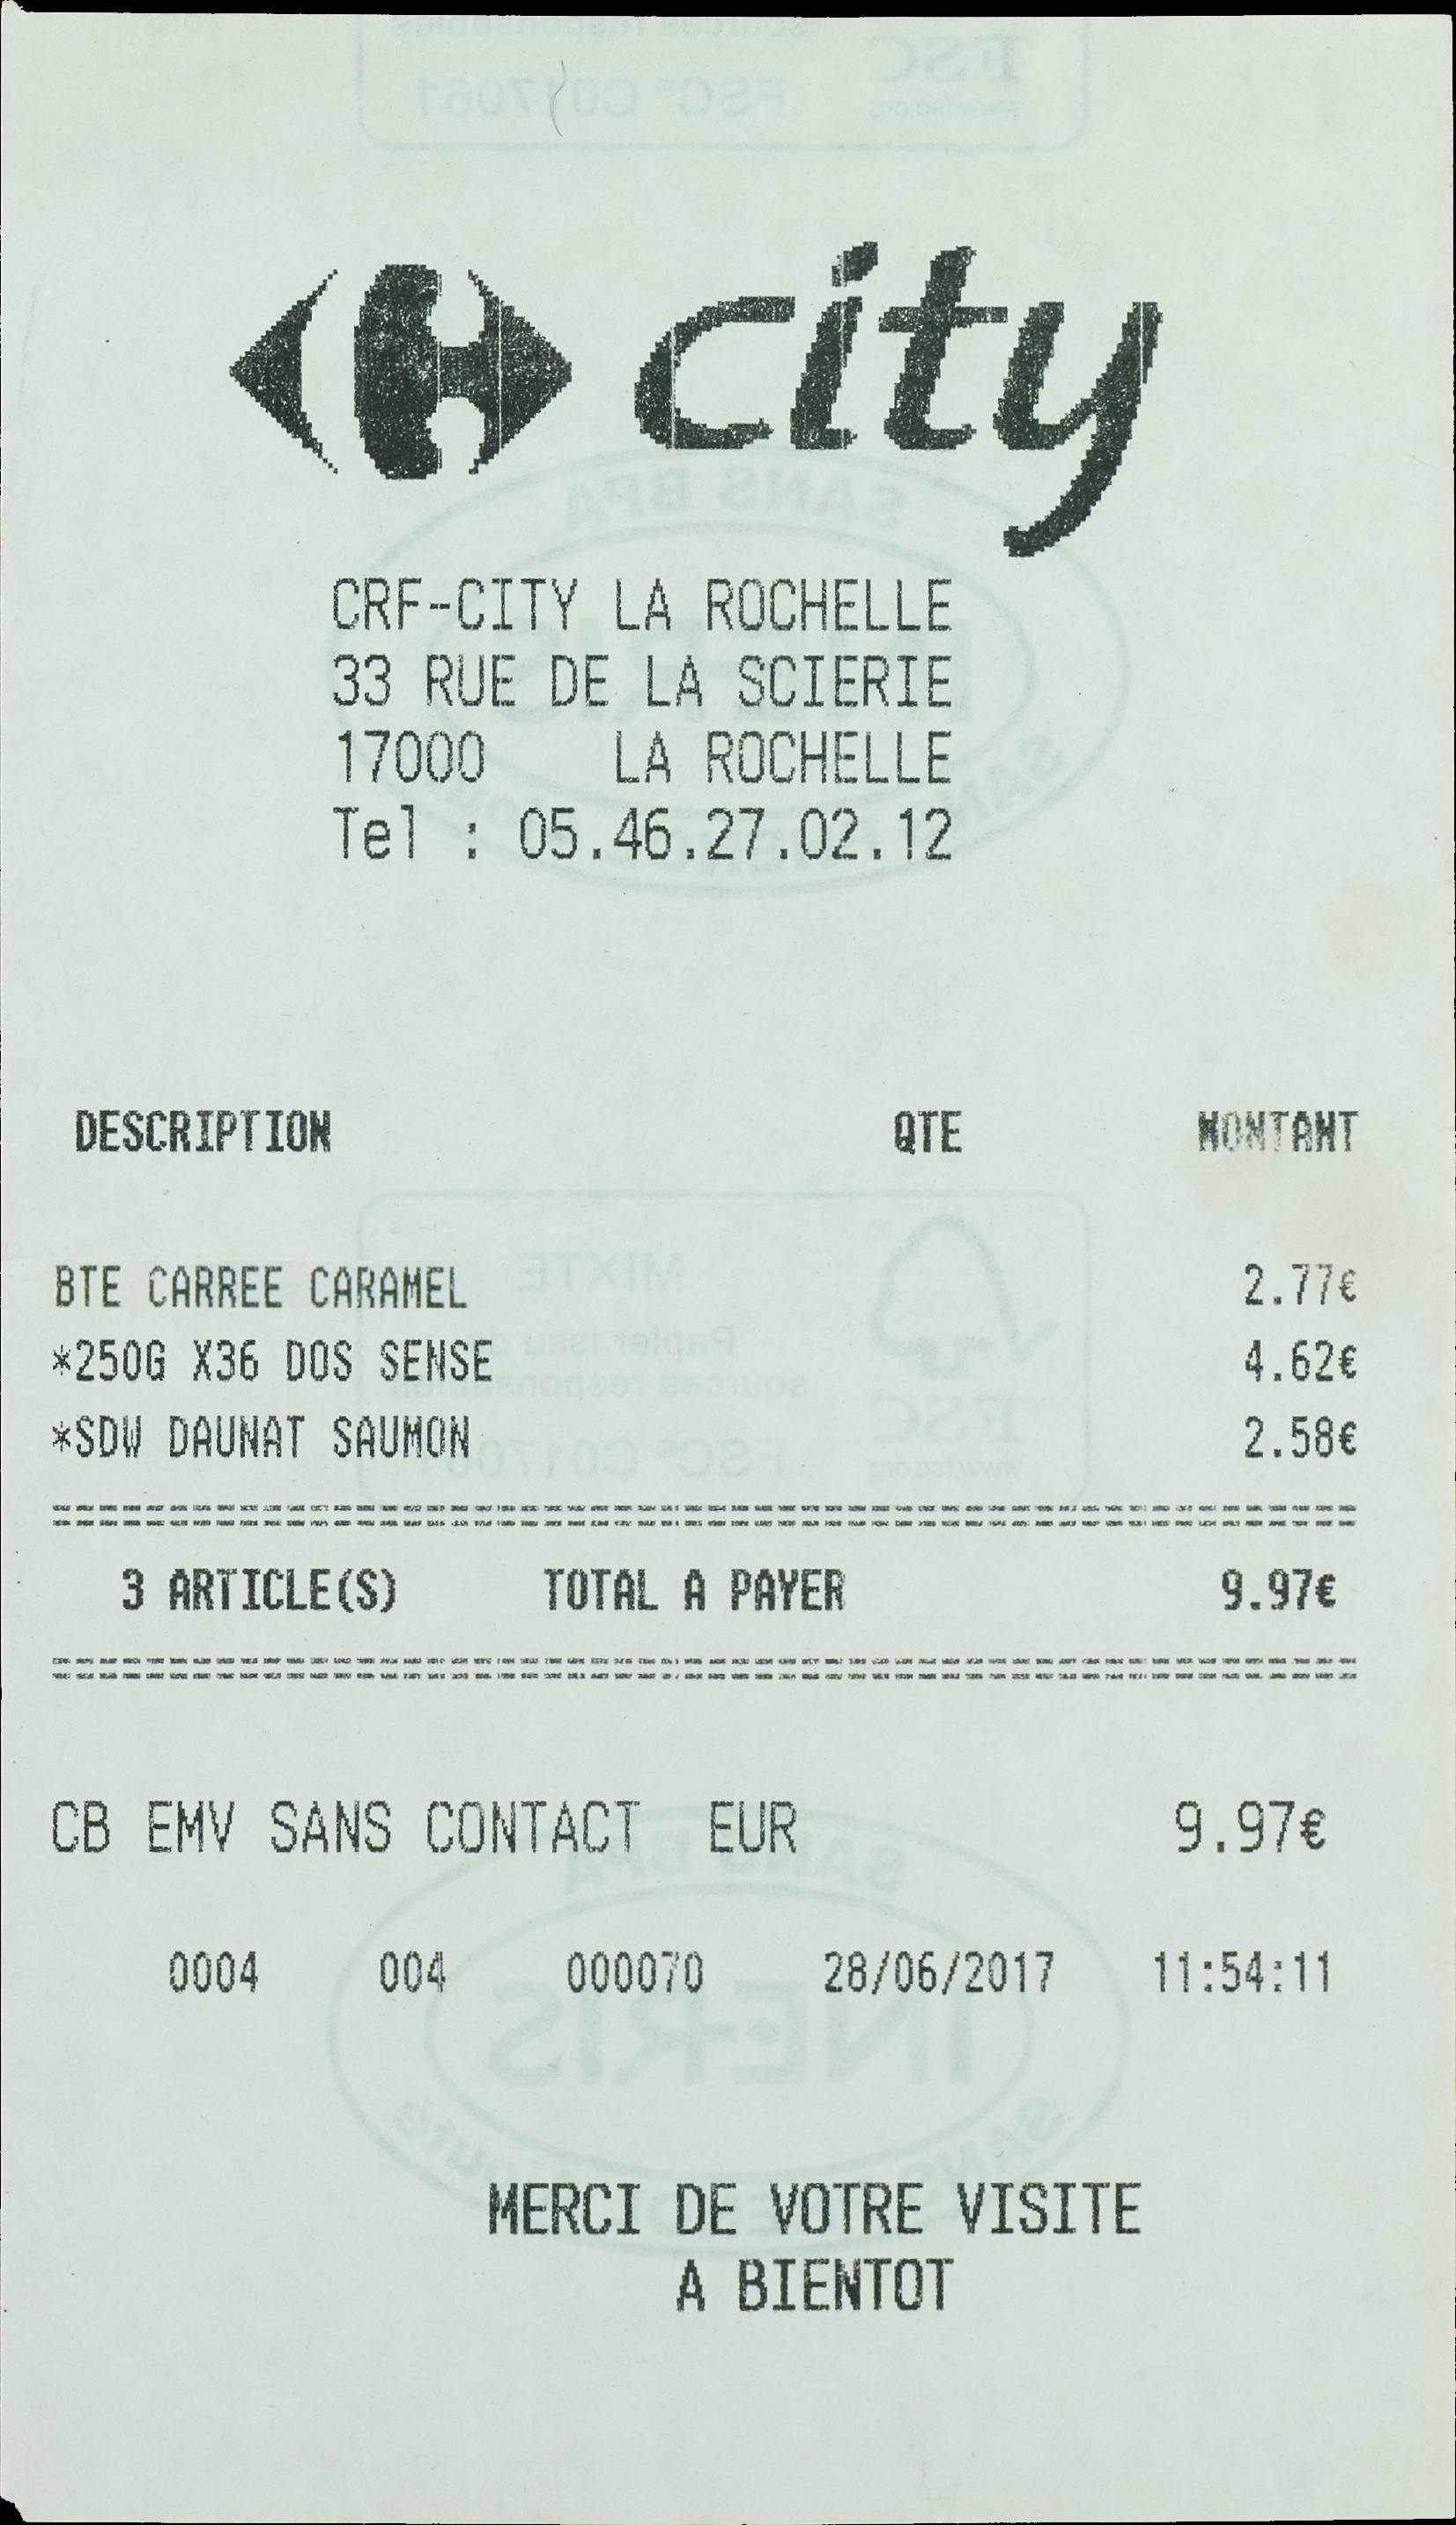 city
CRF-CITY LA ROCHELLE
33 RUE DE LA SCIERIE
17000 LA ROCHELLE
Tel : 05.46.27.02.12
DESCRIPTION QTE MONTANT
BTE CARREE CARAMEL 2.77€
*250G X36 DOS SENSE 4.62€
*SDW DAUNAT SAUMON 2.58€
3 ARTICLE(S) TOTAL A PAYER 9.97€
CB EMV SANS CONTACT EUR 9.97€
0004 004 000070 28/06/2017 11:54:11
MERCI DE VOTRE VISITE
A BIENTOT